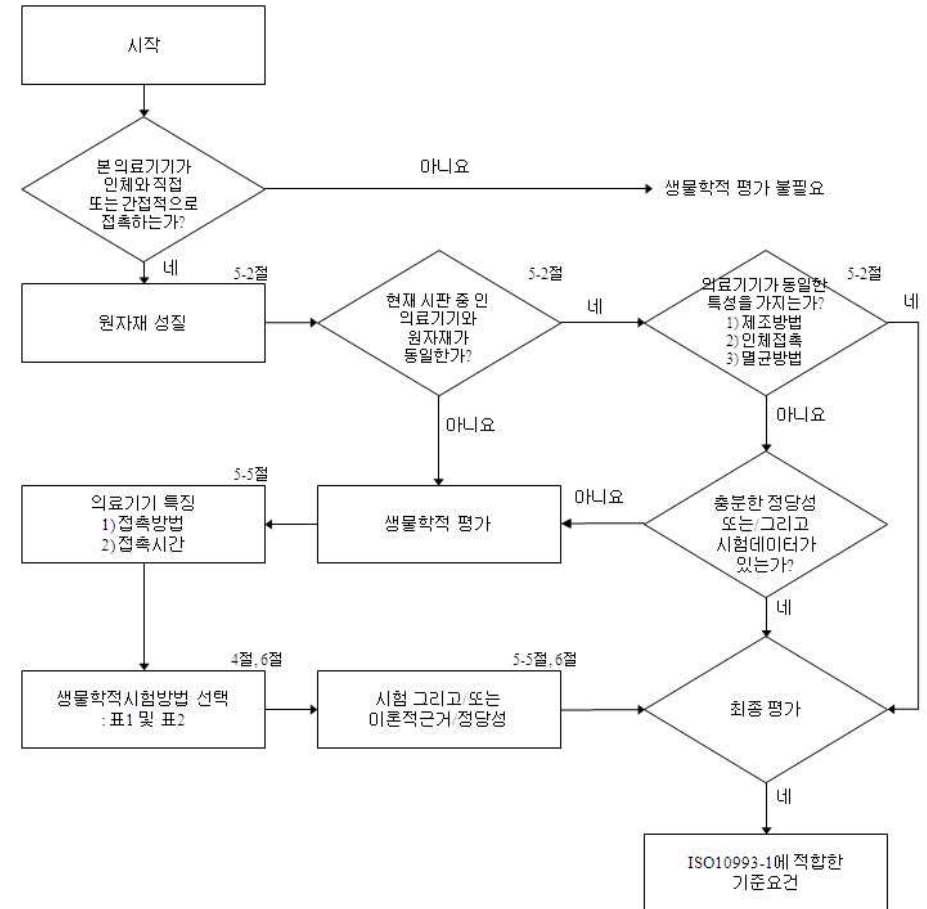 시작
본 의료기기가
인체와 직접
또는 간접적으로
접촉하는가?
아니요
생물학적 평가 불필요
네
5-2절
원자재 성질
5-2절
현재 시판 중 인
의료기기와
원자재가
동일한가?
네
5-2절
의료기기가 동일한
특성을 가지는가?
1) 제조방법
2) 인체접촉
3) 멸균방법
네
아니요
아니요
5-5절
의료기기 특징
1) 접촉방법
2) 접촉시간
생물학적 평가
아니요
충분한 정당성
또는/그리고
시험데이터가
있는가?
네
4절, 6절
생물학적시험방법 선택
: 표1 및 표2
5-5절, 6절
시험 그리고/또는
이론적근거/정당성
최종 평가
네
ISO10993-1에 적합한
기준요건